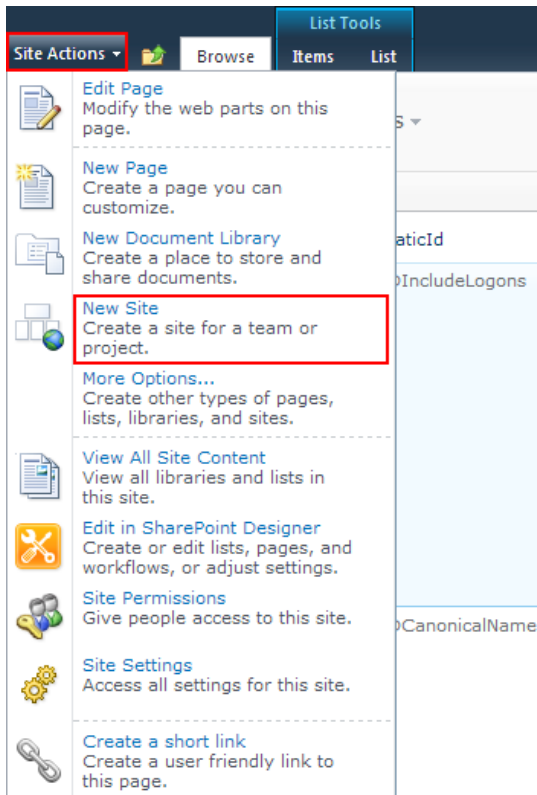 List Tools
Site Actions Browse Items List
Edit Page
Modify the web parts on this
page.
New Page
Create a page you can
customize.
New Document Library
Create a place to store and
share documents.
New Site
Create a site for a team or
project.
More Options...
Create other types of pages,
lists, libraries, and sites.
View All Site Content
View all libraries and lists in
this site.
Edit in SharePoint Designer
Create or edit lists, pages, and
workflows, or adjust settings.
Site Permissions
Give people access to this site.
Site Settings
Access all settings for this site.
Create a short link
Create a user friendly link to
this page.
s
aticId
IncludeLogons
CanonicalName